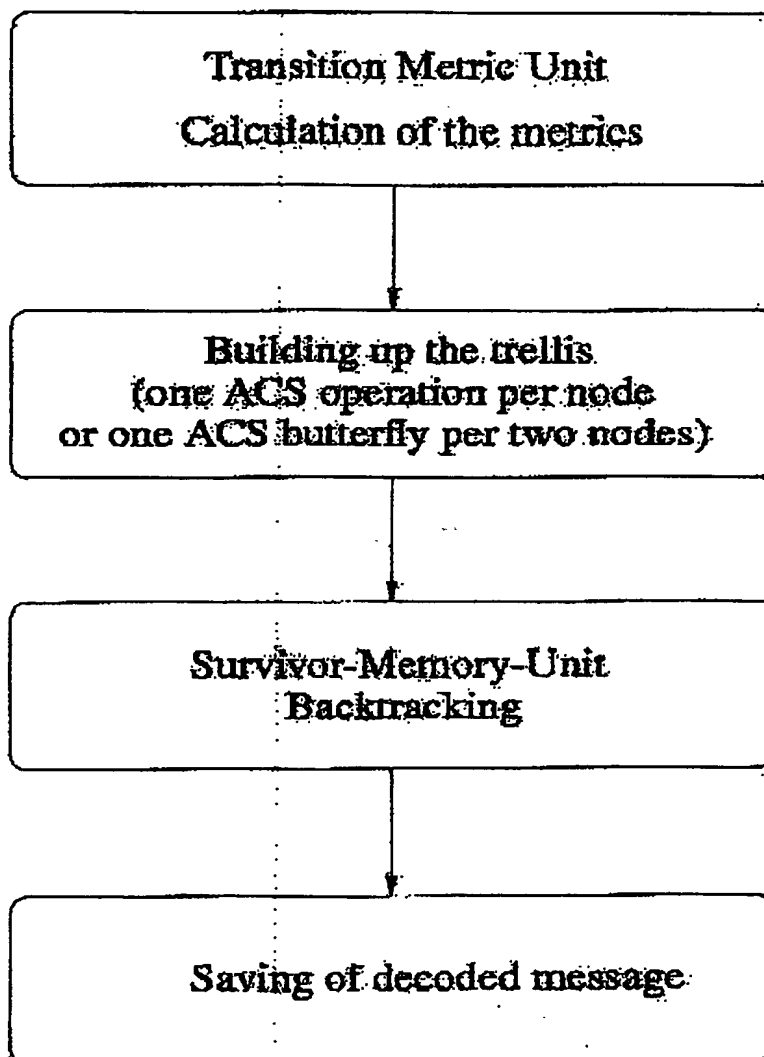 Transition Metric Unit
Calculation of the metrics
Building up the trellis
(one ACS operation per node
or one ACS butterfly per two nodes)
Survivor-Memory-Unit
Backtracking
Saving of decoded message